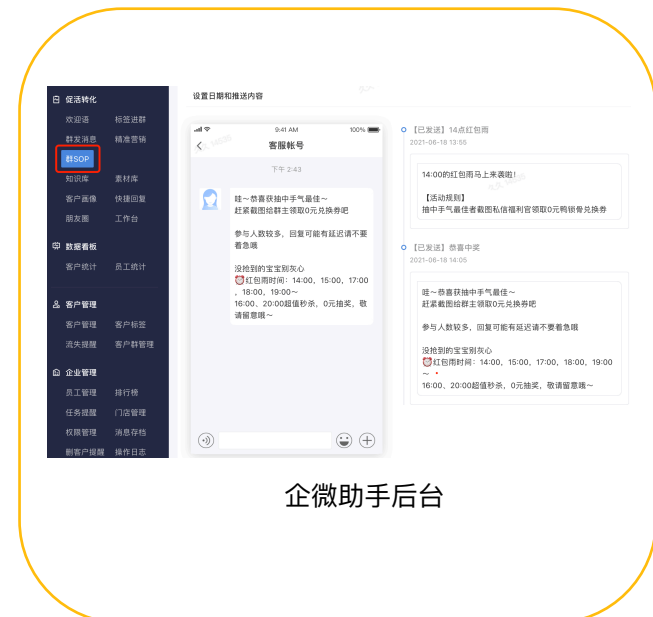 促活转化
欢迎语 标签进群
群发消息 精准营销
群SOP
知识库 素材库
客户画像 快捷回复
朋友圈 工作台
数据看板
客户统计 员工统计
客户管理
客户管理 客户标签
流失提醒 客户群管理
企业管理
员工管理 排行榜
任务提醒 门店管理
权限管理 消息存档
删客户提醒 操作日志
设置日期和推送内容
9:41 AM 100%
客服帐号
下午 2:43
哇～恭喜获抽中手气最佳～
赶紧截图给群主领取0元兑换券吧
参与人数较多，回复可能有延迟请不要
着急哦
没抢到的宝宝别灰心
⏰红包雨时间：14:00，15:00，17:00
，18:00，19:00～
16:00、20:00超值秒杀，0元抽奖，敬
请留意哦～
【已发送】14点红包雨
2021-06-18 13:55
14:00的红包雨马上来袭啦！
【活动规则】
抽中手气最佳者截图私信福利官领取0元鸭锁骨兑换券
【已发送】恭喜中奖
2021-06-18 14:05
哇～恭喜获抽中手气最佳～
赶紧截图给群主领取0元兑换券吧
参与人数较多，回复可能有延迟请不要着急哦
没抢到的宝宝别灰心
⏰红包雨时间：14:00，15:00，17:00，18:00，19:00
～
16:00、20:00超值秒杀，0元抽奖，敬请留意哦～
企微助手后台